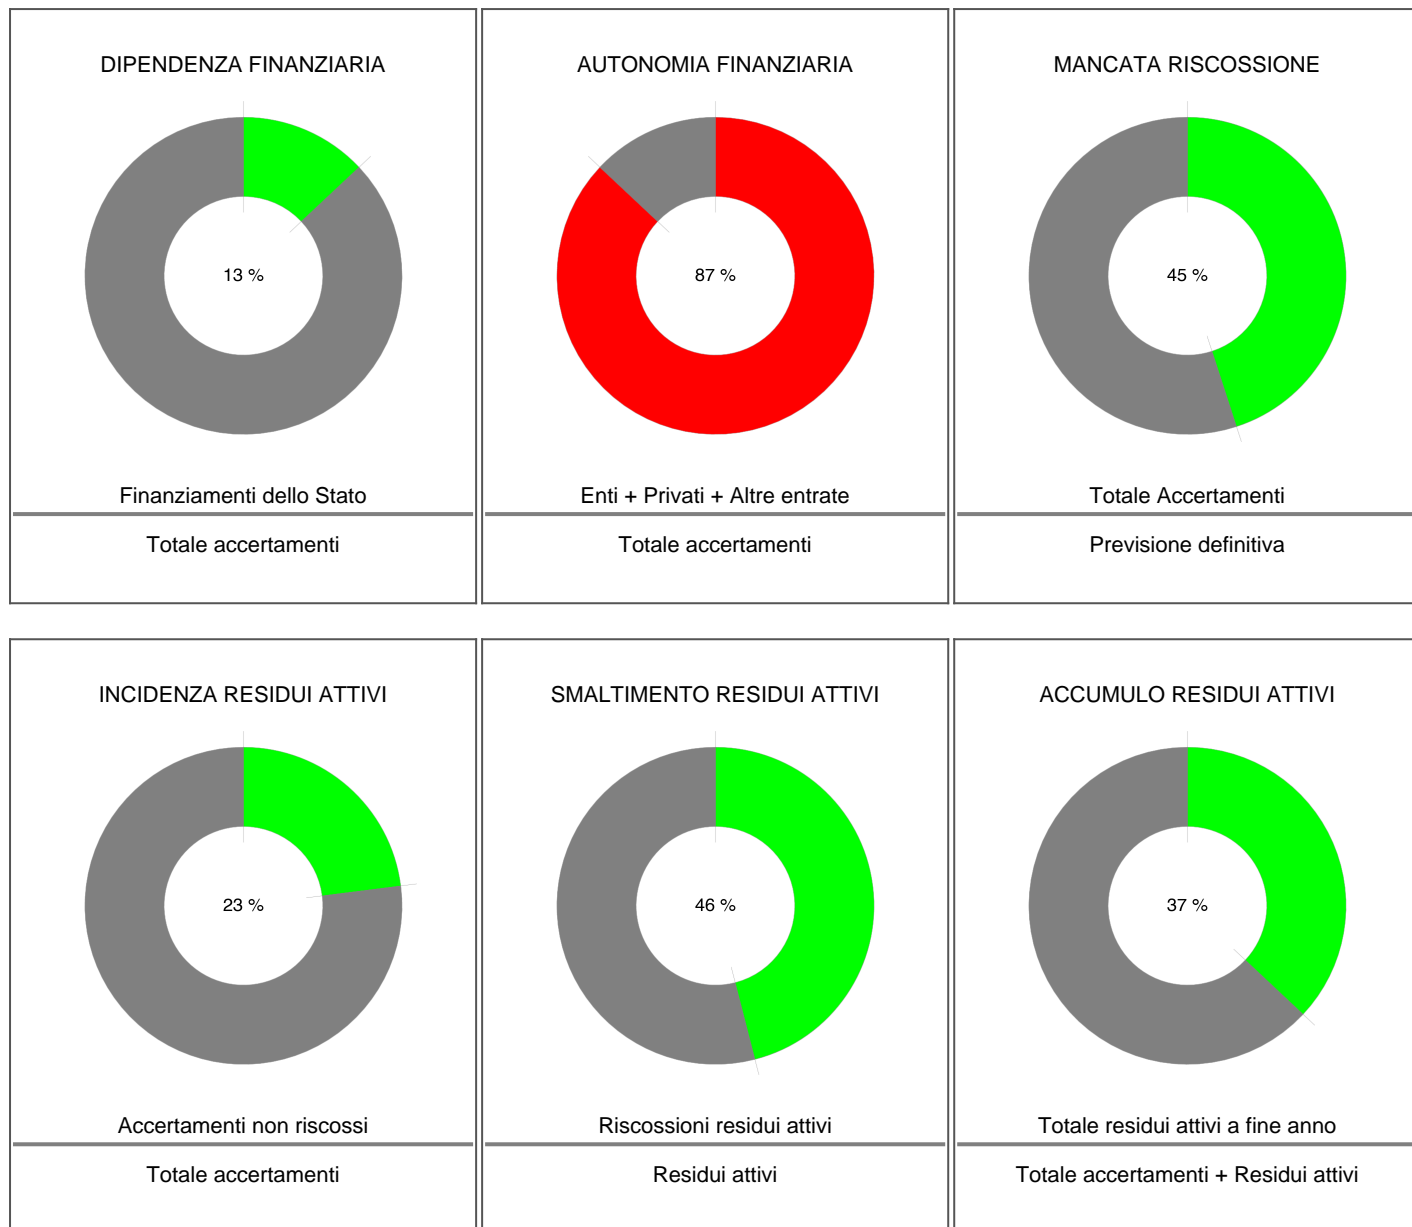 DIPENDENZA FINANZIARIA
13 %
Finanziamenti dello Stato
Totale accertamenti
AUTONOMIA FINANZIARIA
87 %
Enti + Privati + Altre entrate
Totale accertamenti
MANCATA RISCOSSIONE
45 %
Totale Accertamenti
Previsione definitiva
INCIDENZA RESIDUI ATTIVI
23 %
Accertamenti non riscossi
Totale accertamenti
SMALTIMENTO RESIDUI ATTIVI
46 %
Riscossioni residui attivi
Residui attivi
ACCUMULO RESIDUI ATTIVI
37 %
Totale residui attivi a fine anno
Totale accertamenti + Residui attivi